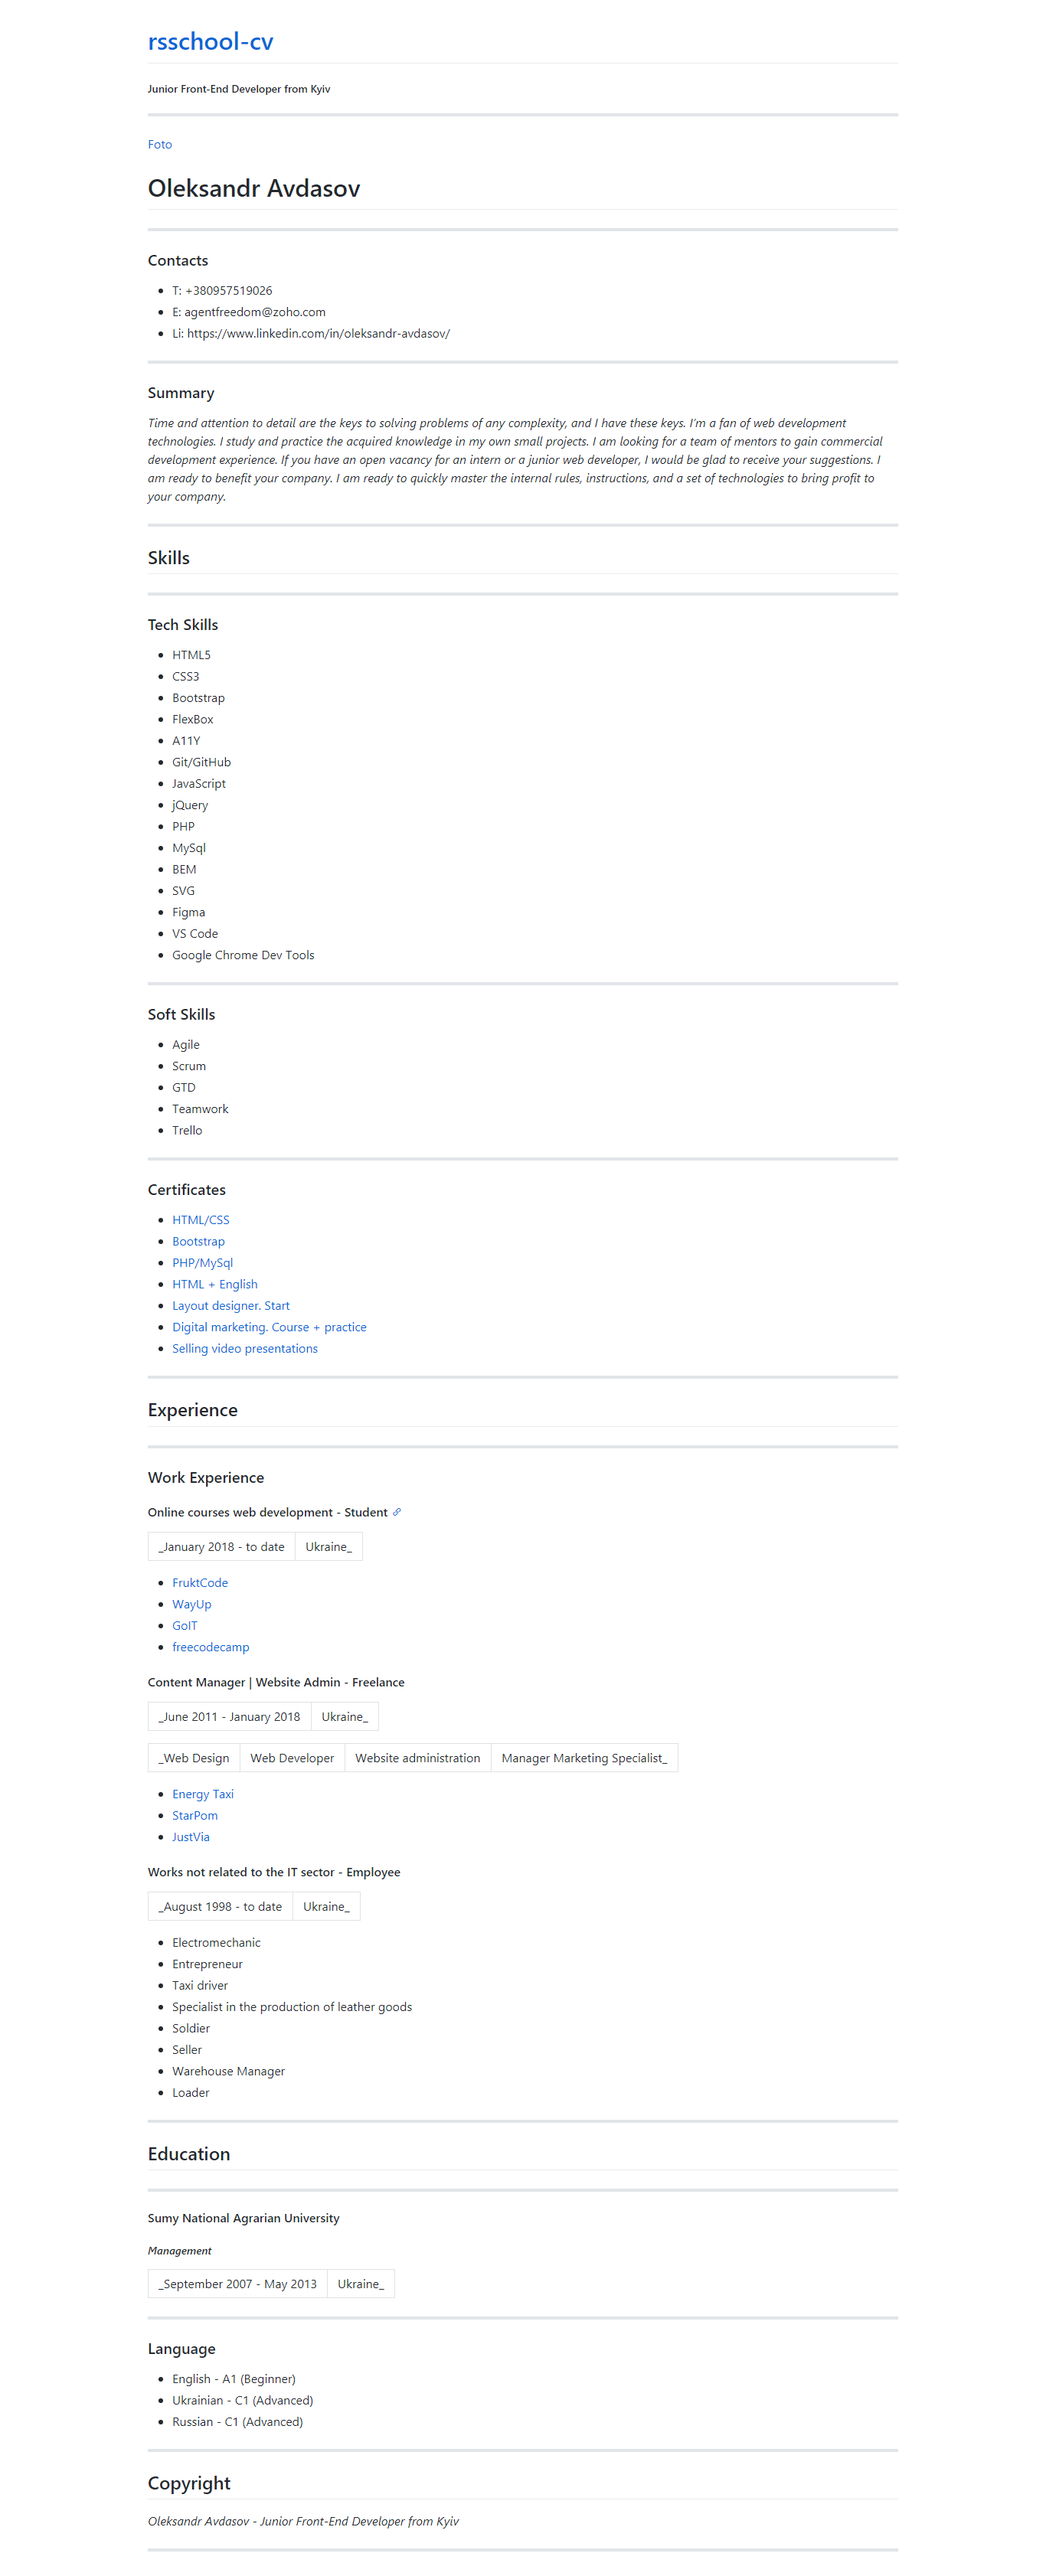 rsschool-cv
Junior Front-End Developer from Kyiv
Foto
Oleksandr Avdasov
Contacts
T: +380957519026
E: agentfreedom@zoho.com
Li: https://www.linkedin.com/in/oleksandr-avdasov/
Summary
Time and attention to detail are the keys to solving problems of any complexity, and I have these keys. I'm a fan of web development
technologies. I study and practice the acquired knowledge in my own small projects. I am looking for a team of mentors to gain commercial
development experience. If you have an open vacancy for an intern or a junior web developer, I would be glad to receive your suggestions. I
am ready to benefit your company. I am ready to quickly master the internal rules, instructions, and a set of technologies to bring profit to
your company.
Skills
Tech Skills
HTML5
CSS3
Bootstrap
FlexBox
A11Y
Git/GitHub
JavaScript
jQuery
PHP
MySql
BEM
SVG
Figma
VS Code
Google Chrome Dev Tools
Soft Skills
Agile
Scrum
GTD
Teamwork
Trello
Certificates
HTML/CSS
Bootstrap
PHP/MySql
HTML + English
Layout designer. Start
Digital marketing. Course + practice
Selling video presentations
Experience
Work Experience
Online courses web development - Student
_January 2018 - to date Ukraine_
FruktCode
WayUp
GoIT
freecodecamp
Content Manager | Website Admin - Freelance
_June 2011 - January 2018 Ukraine_
_Web Design Web Developer Website administration Manager Marketing Specialist_
Energy Taxi
StarPom
JustVia
Works not related to the IT sector - Employee
_August 1998 - to date Ukraine_
Electromechanic
Entrepreneur
Taxi driver
Specialist in the production of leather goods
Soldier
Seller
Warehouse Manager
Loader
Education
Sumy National Agrarian University
Management
_September 2007 - May 2013 Ukraine_
Language
English - A1 (Beginner)
Ukrainian - C1 (Advanced)
Russian - C1 (Advanced)
Copyright
Oleksandr Avdasov - Junior Front-End Developer from Kyiv